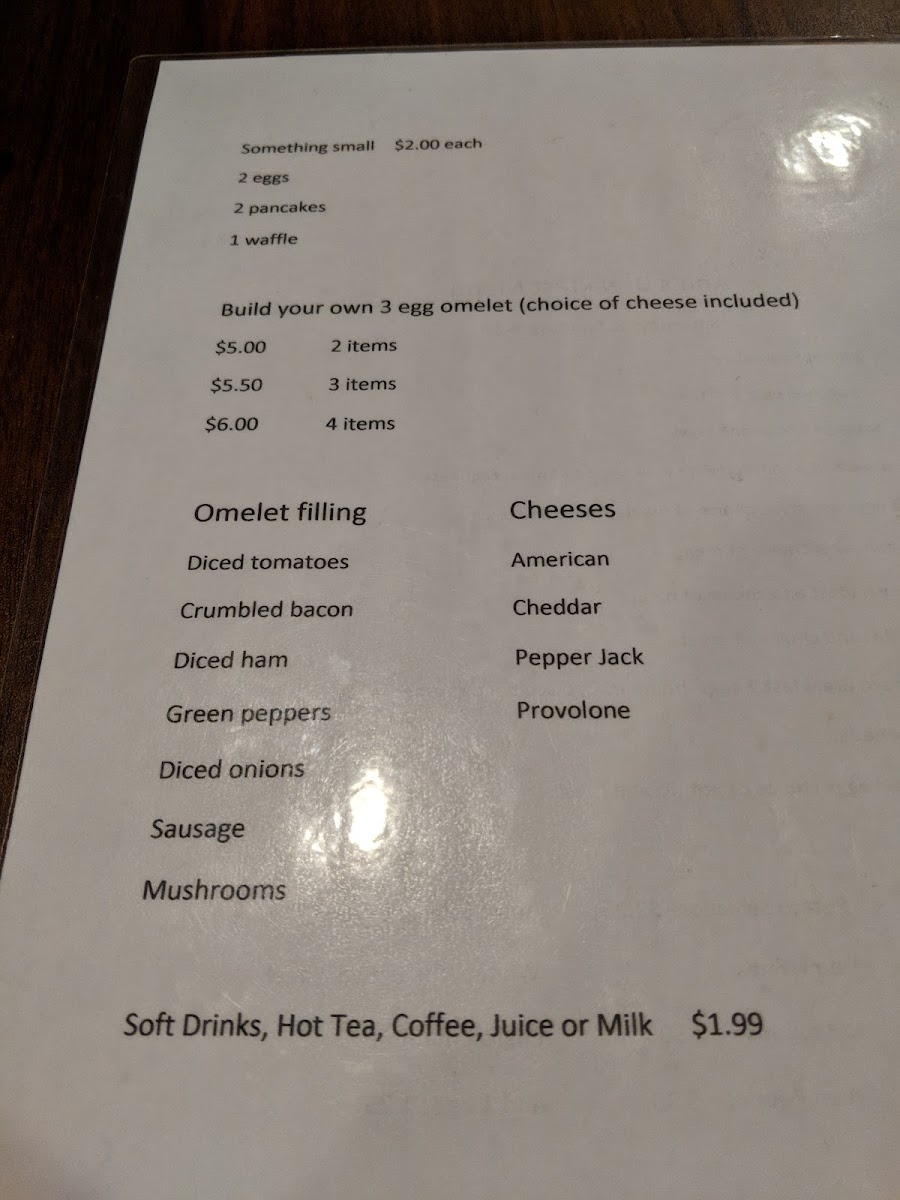 Something small $2.00 each
2 eggs
2 pancakes
1 waffle
Build your own 3 egg omelet (choice of cheese included)
$5.00 2 items
$5.50 3 items
$6.00 4 items
Omelet filling Cheeses
Diced tomatoes American
Crumbled bacon Cheddar
Diced ham Pepper Jack
Green peppers Provolone
Diced onions
Sausage
Mushrooms
Soft Drinks, Hot Tea, Coffee, Juice or Milk $1.99